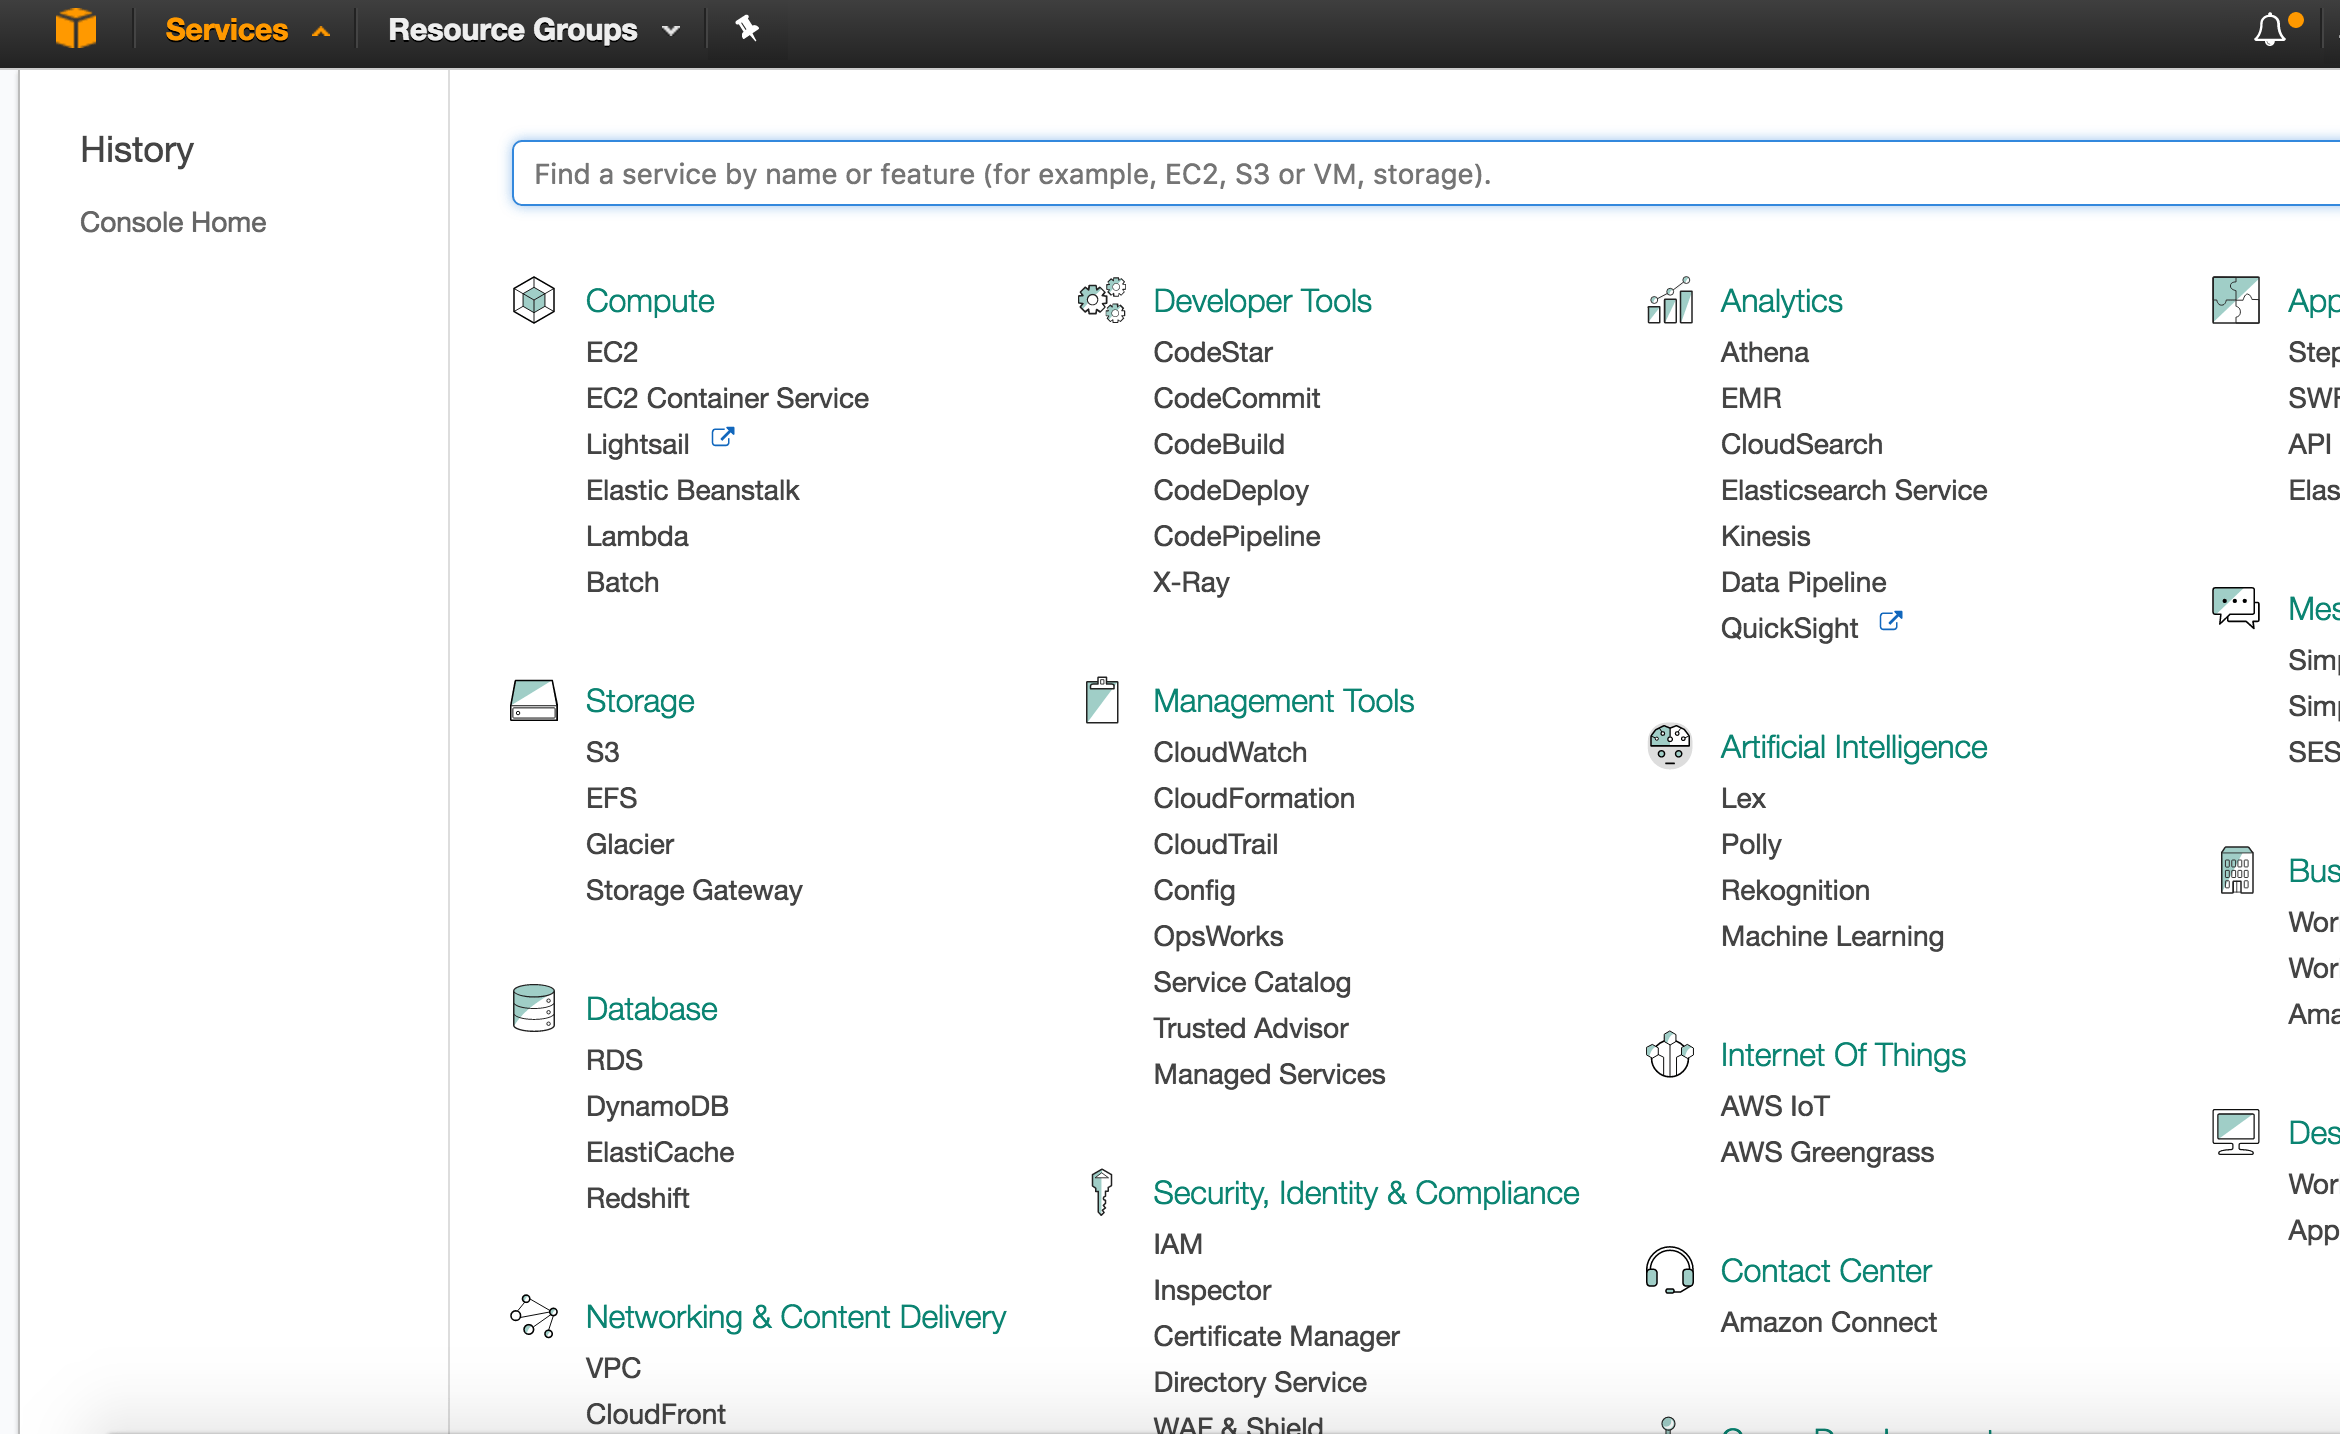 Services
Resource Groups
History
Console Home
Find a service by name or feature (for example, EC2, S3 or VM, storage).
Compute
EC2
EC2 Container Service
Lightsail
Elastic Beanstalk
Lambda
Batch
Storage
S3
EFS
Glacier
Storage Gateway
Database
RDS
DynamoDB
ElastiCache
Redshift
Networking & Content Delivery
VPC
CloudFront
Developer Tools
CodeStar
CodeCommit
CodeBuild
CodeDeploy
CodePipeline
X-Ray
Management Tools
CloudWatch
CloudFormation
CloudTrail
Config
OpsWorks
Service Catalog
Trusted Advisor
Managed Services
Security, Identity & Compliance
IAM
Inspector
Certificate Manager
Directory Service
WAF & Shield
Analytics
Athena
EMR
CloudSearch
Elasticsearch Service
Kinesis
Data Pipeline
QuickSight
Artificial Intelligence
Lex
Polly
Rekognition
Machine Learning
Internet Of Things
AWS IoT
AWS Greengrass
Contact Center
Amazon Connect
App
Step
SWF
API
Elas
Mes
Simp
Simp
SES
Bus
Wor
Wor
Ama
Des
Wor
App